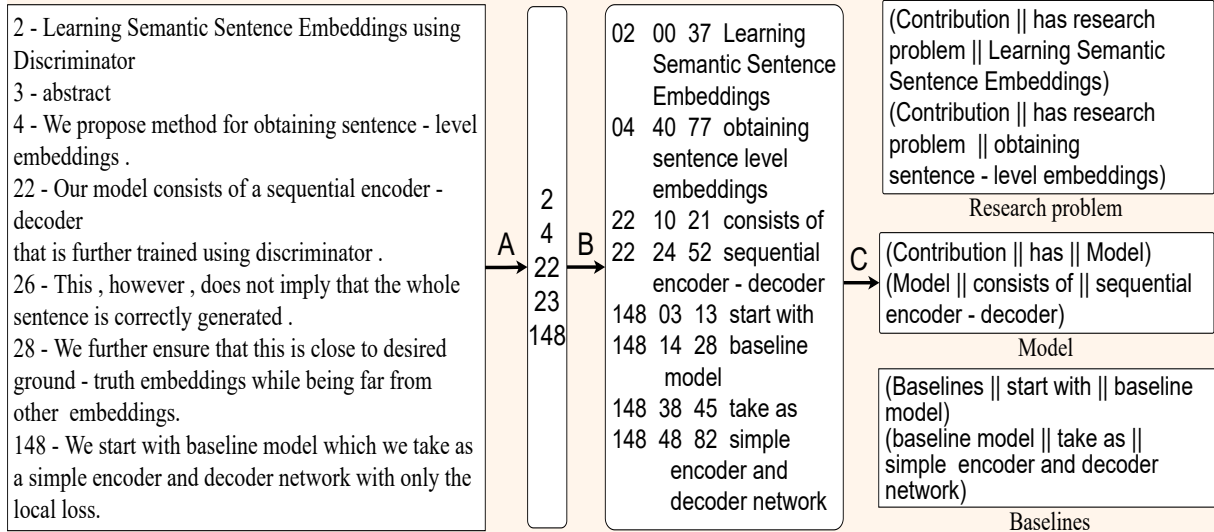 2 - Learning Semantic Sentence Embeddings using
Discriminator
3 - abstract
4 - We propose method for obtaining sentence - level
embeddings .
22 - Our model consists of a sequential encoder -
decoder
that is further trained using discriminator .
26 - This , however , does not imply that the whole
sentence is correctly generated .
28 - We further ensure that this is close to desired
ground - truth embeddings while being far from
other embeddings.
148 - We start with baseline model which we take as
a simple encoder and decoder network with only the
local loss.
A
2
4
22
23
148
B
02 00 37 Learning
Semantic Sentence
Embeddings
04 40 77 obtaining
sentence level
embeddings
22 10 21 consists of
22 24 52 sequential
encoder - decoder
148 03 13 start with
148 14 28 baseline
model
148 38 45 take as
148 48 82 simple
encoder and
decoder network
C
(Contribution || has research
problem || Learning Semantic
Sentence Embeddings)
(Contribution || has research
problem || obtaining
sentence - level embeddings)
Research problem
(Contribution || has || Model)
(Model || consists of || sequential
encoder - decoder)
Model
(Baselines || start with || baseline
model)
(baseline model || take as ||
simple encoder and decoder
network)
Baselines